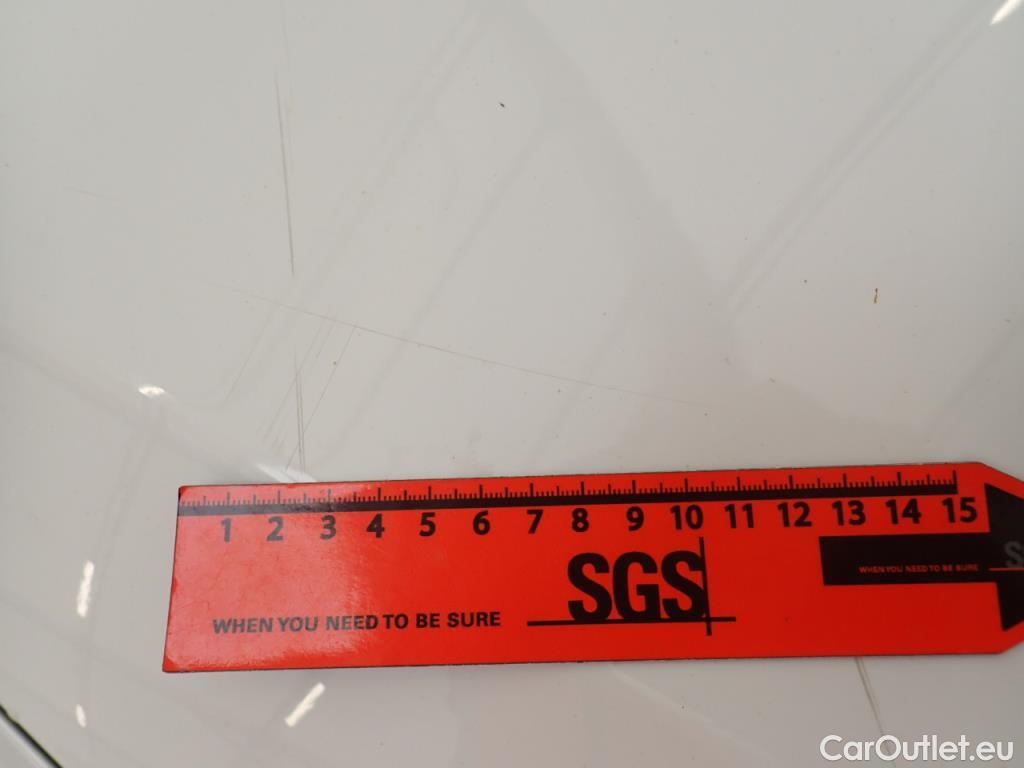 1 2 3 4 5 6 7 8 9 10 11 12 13 14 15
SGS
WHEN YOU NEED TO BE SURE
WHEN YOU NEED TO BE SURE
S
CarOutlet.eu